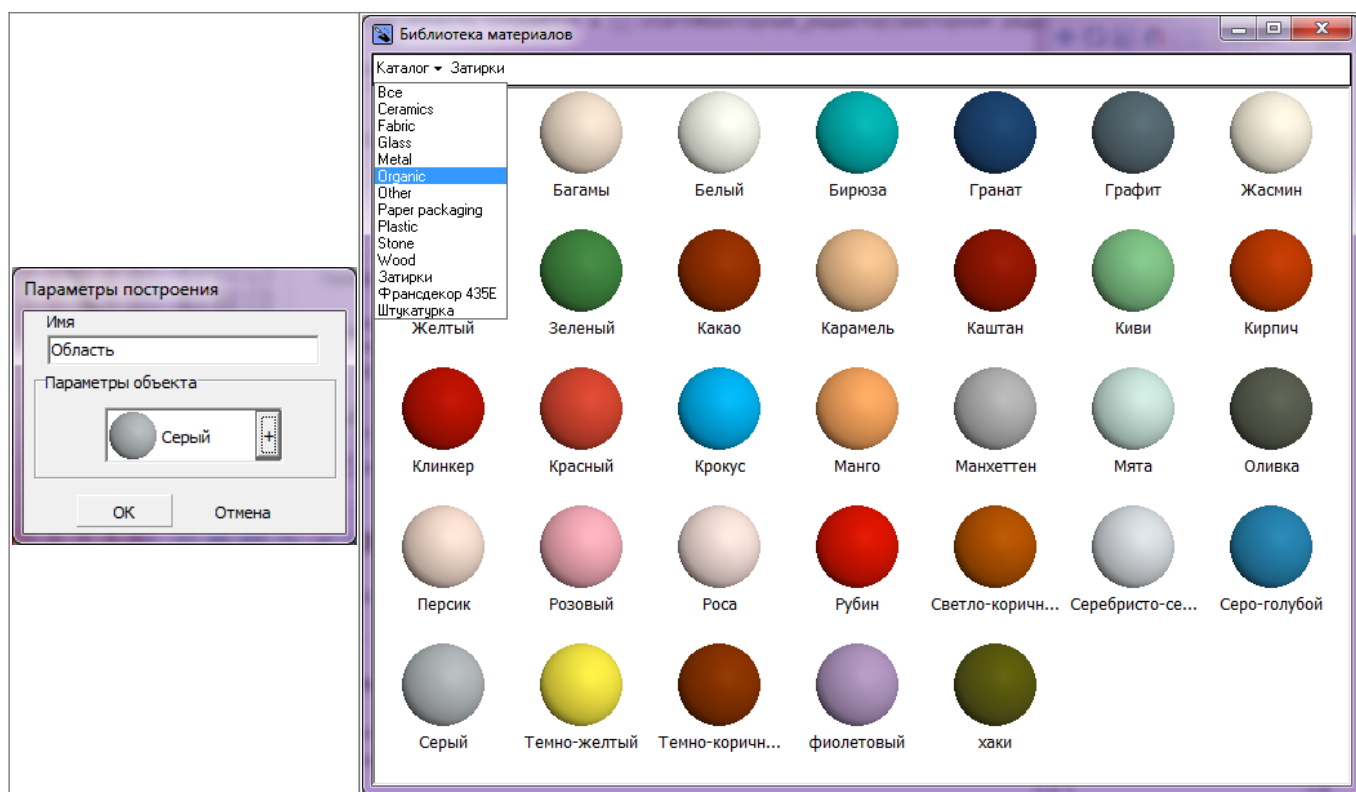 Параметры построения
Имя
Область
Параметры объекта
Серый
+
OK
Отмена
Библиотека материалов
Каталог Затирки
Все
Ceramics
Fabric
Glass
Metal
Organic
Other
Paper packaging
Plastic
Stone
Wood
Затирки
Франсдекор 435Е
Штукатурка
Багамы Белый Бирюза Гранат Графит Жасмин
Желтый Зеленый Какао Карамель Каштан Киви Кирпич
Клинкер Красный Крокус Манго Манхеттен Мята Оливка
Персик Розовый Роса Рубин Светло-коричн... Серебристо-се... Серо-голубой
Серый Темно-желтый Темно-коричн... фиолетовый хаки